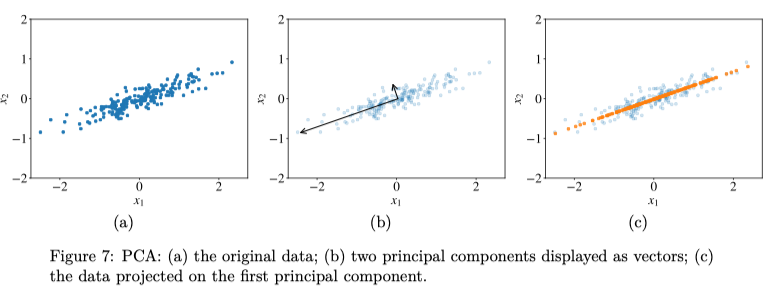 2
1
0
−1
−2
−2
0
2
x2
x1
(a)
2
1
0
−1
−2
−2
0
2
x2
x1
(b)
2
1
0
−1
−2
−2
0
2
x2
x1
(c)
Figure 7: PCA: (a) the original data; (b) two principal components displayed as vectors; (c)
the data projected on the first principal component.